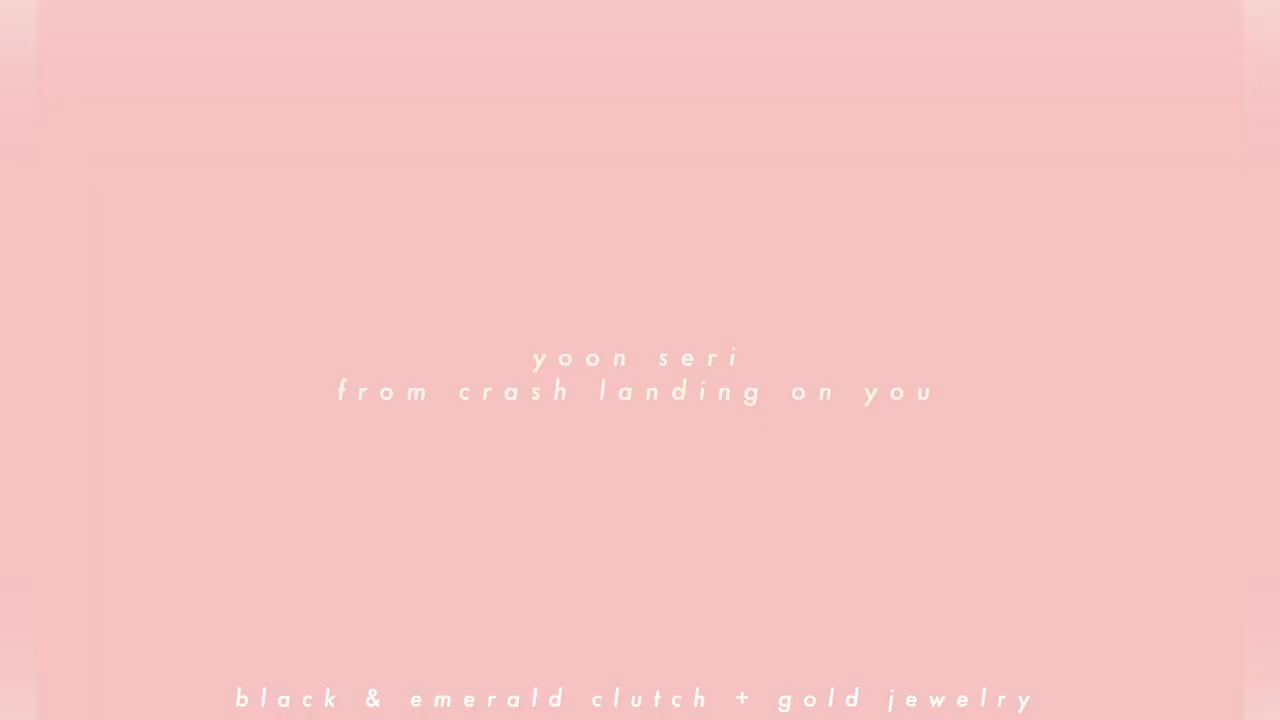 yoon seri
from crash landing on you
black & emerald clutch + gold jewelry